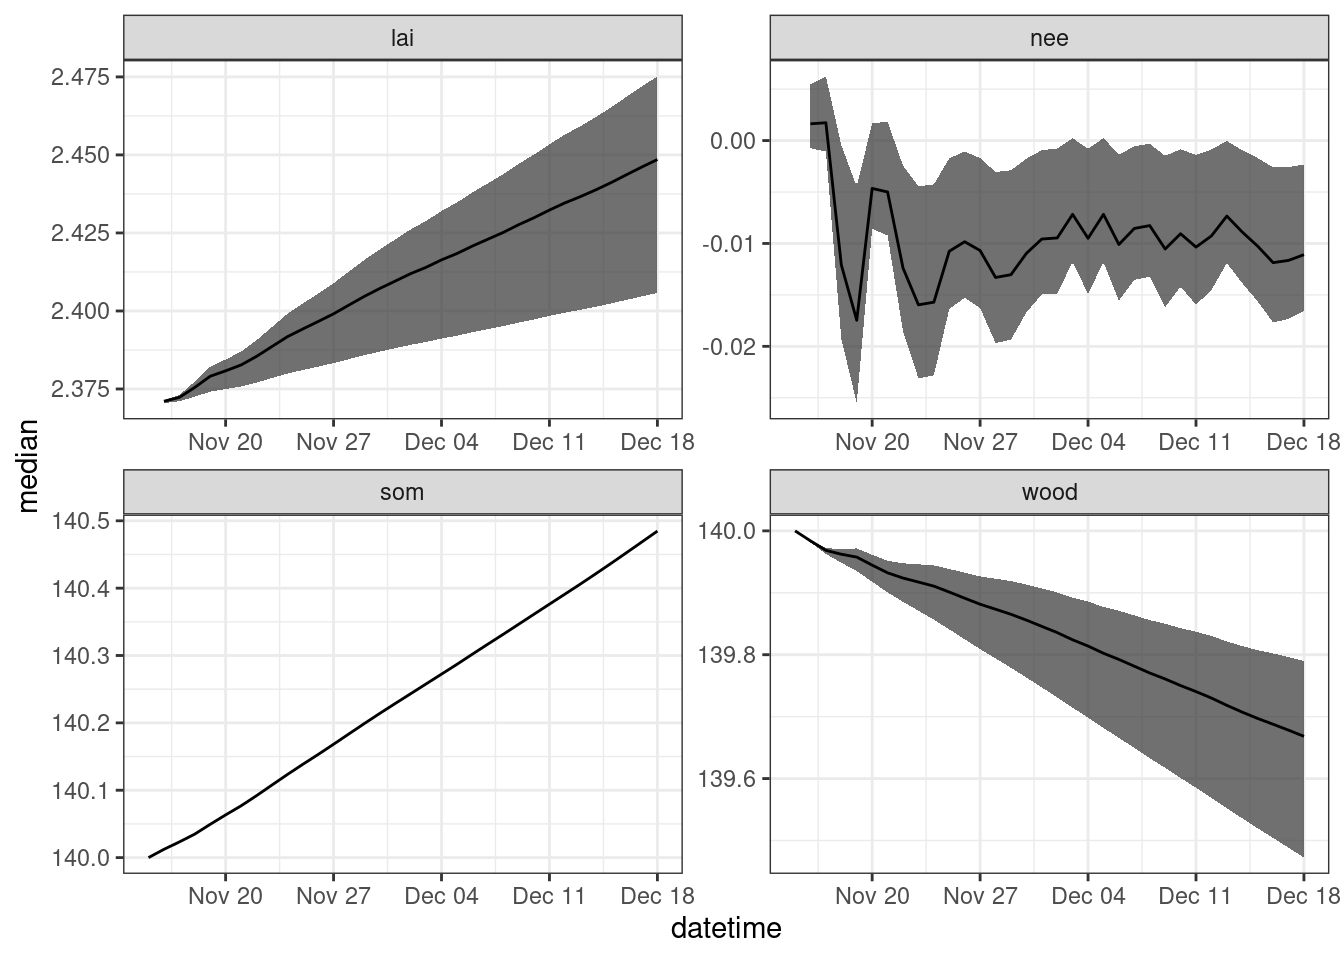 lai
nee
2.475
2.450
2.425
2.400
2.375
0.00
-0.01
-0.02
Nov 20 Nov 27 Dec 04 Dec 11 Dec 18
Nov 20 Nov 27 Dec 04 Dec 11 Dec 18
median
som
wood
140.5
140.4
140.3
140.2
140.1
140.0
140.0
139.8
139.6
Nov 20 Nov 27 Dec 04 Dec 11 Dec 18
Nov 20 Nov 27 Dec 04 Dec 11 Dec 18
datetime